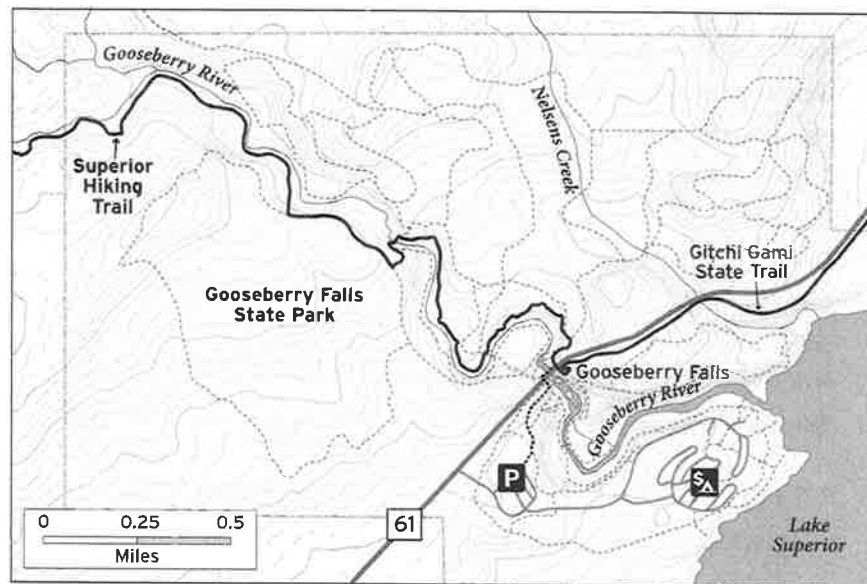 Gooseberry River
Nelsens Creek
Superior
Hiking
Trail
Gitchi Gami
State Trail
Gooseberry Falls
State Park
Gooseberry Falls
Gooseberry River
P
$
61
0 0.25 0.5
Miles
Lake
Superior